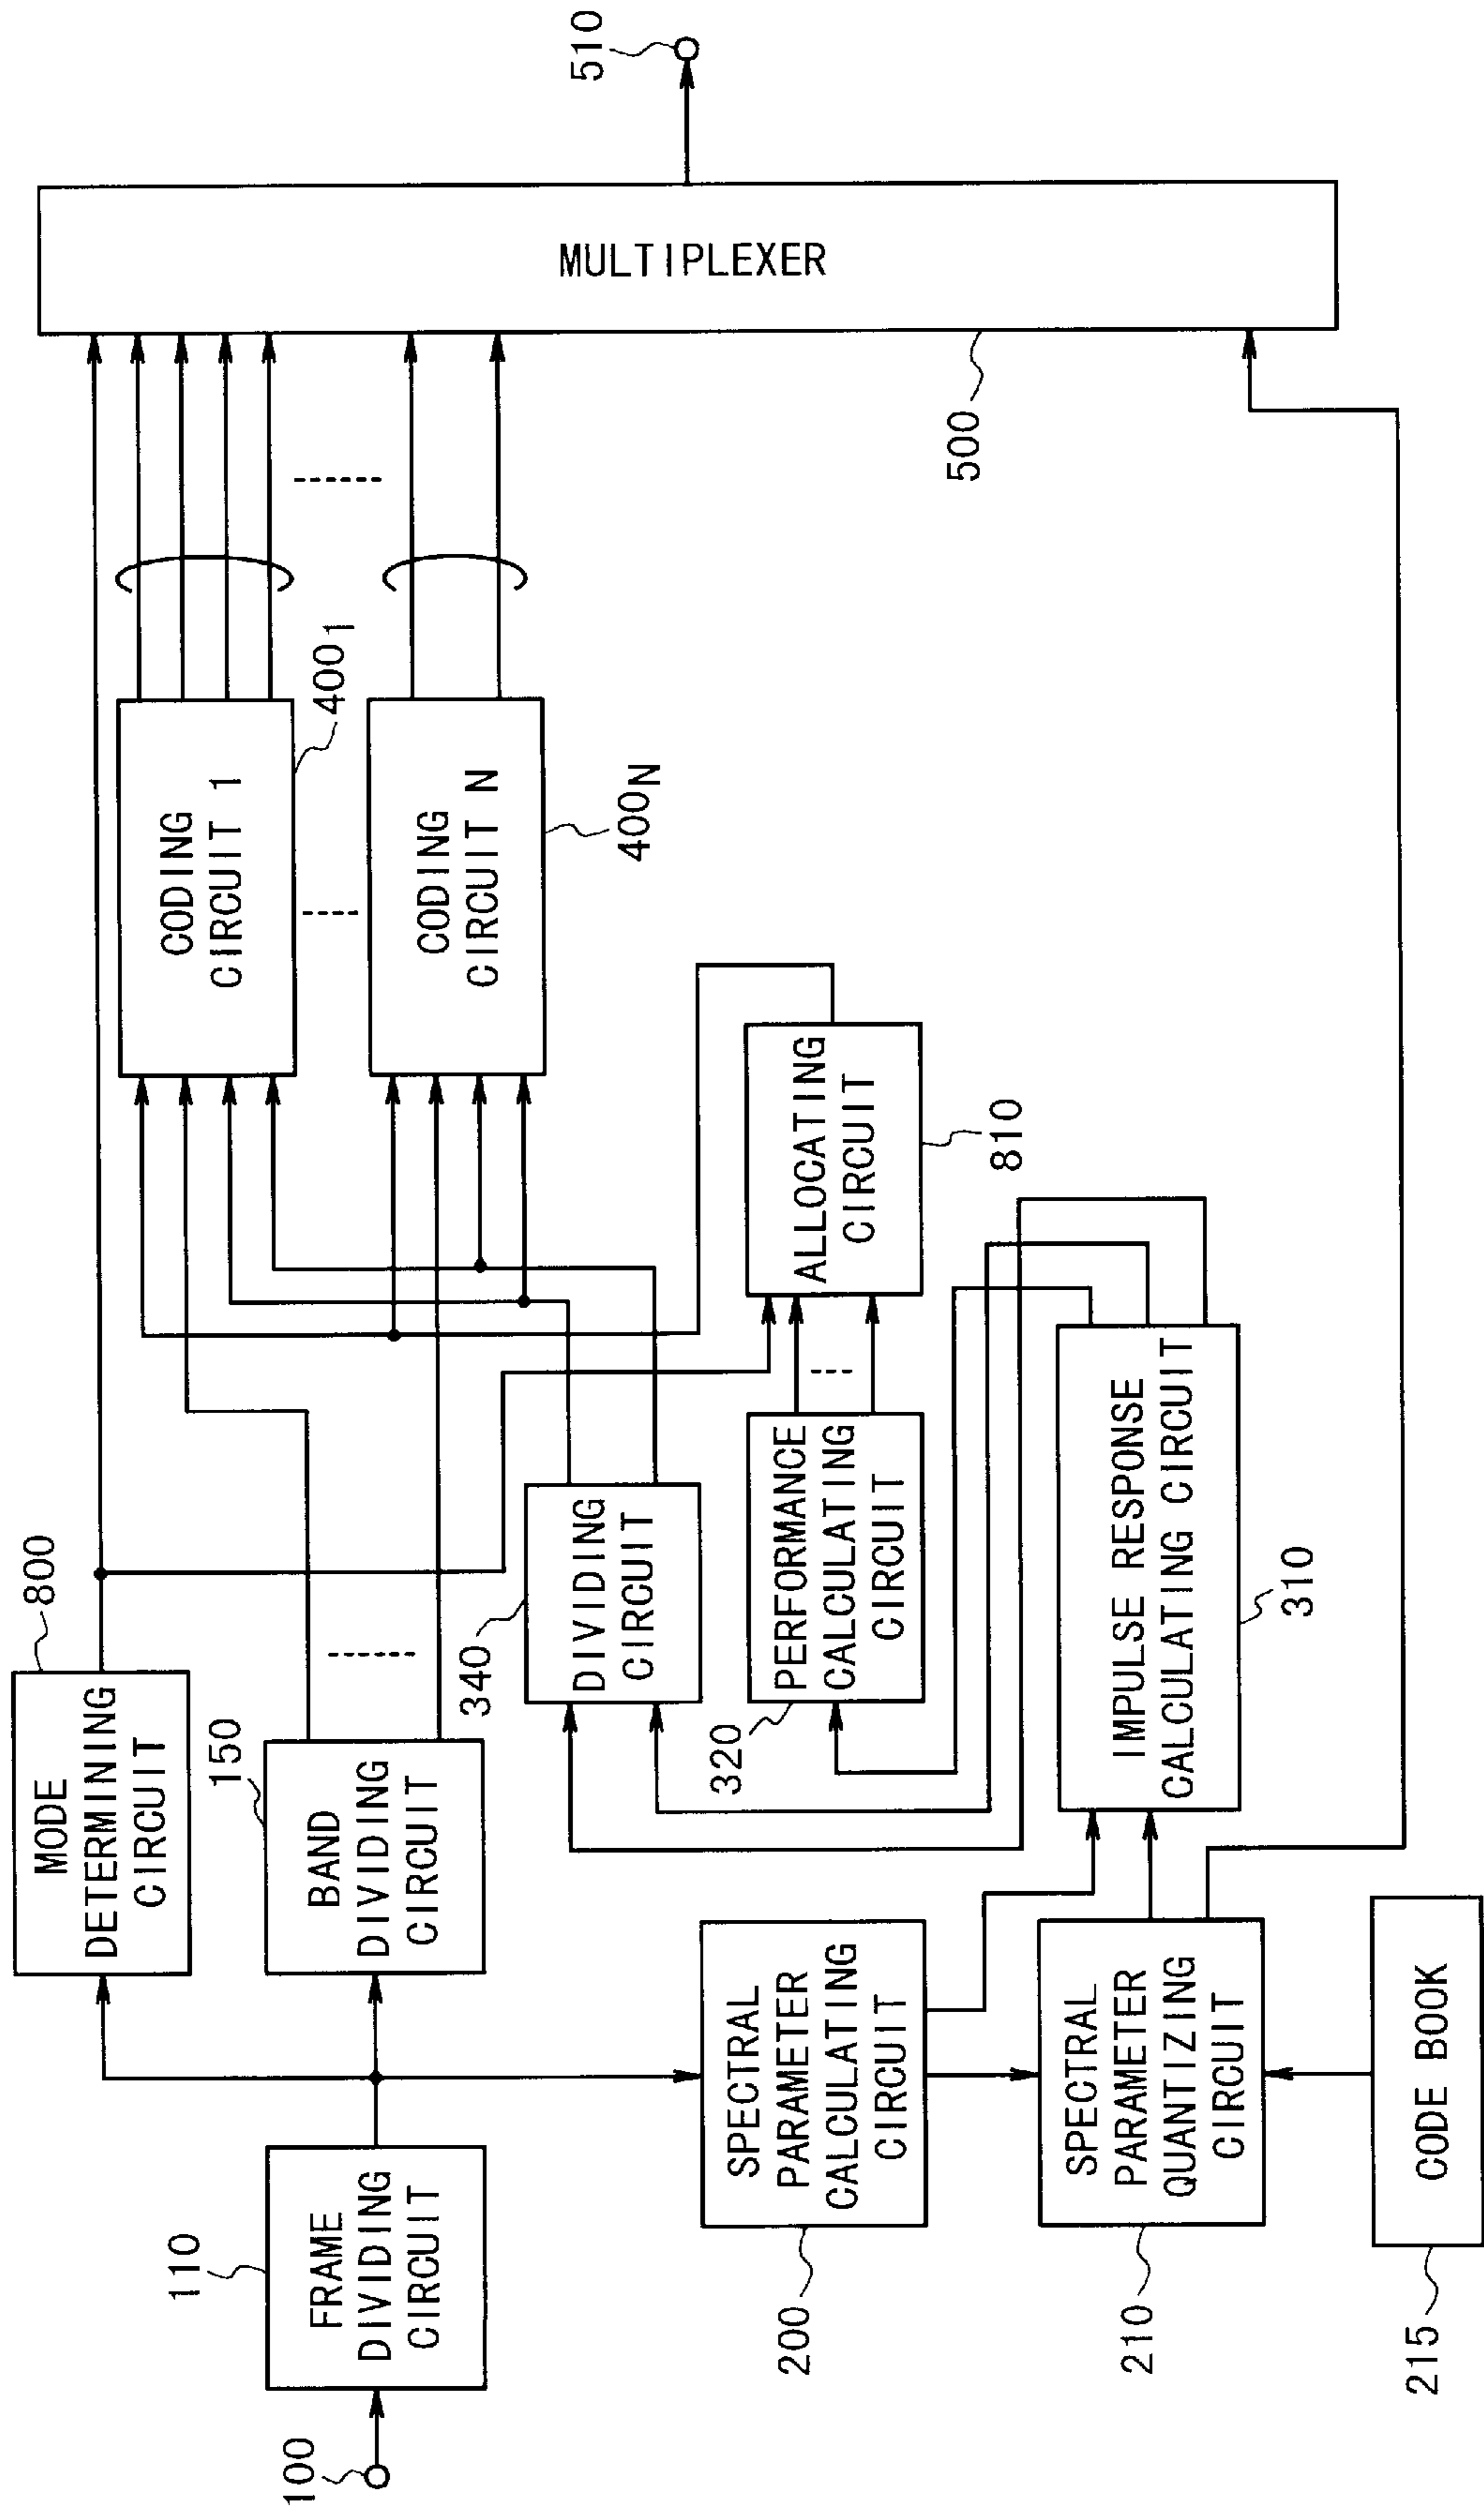 100
110
FRAME
DIVIDING
CIRCUIT
800
MODE
DETERMINING
CIRCUIT
150
BAND
DIVIDING
CIRCUIT
CODING
CIRCUIT 1
400₁
CODING
CIRCUIT N
400N
MULTIPLEXER
500
510
340
DIVIDING
CIRCUIT
320
PERFORMANCE
CALCULATING
CIRCUIT
ALLOCATING
CIRCUIT
810
200
SPECTRAL
PARAMETER
CALCULATING
CIRCUIT
IMPULSE RESPONSE
CALCULATING CIRCUIT
310
210
SPECTRAL
PARAMETER
QUANTIZING
CIRCUIT
215
CODE BOOK